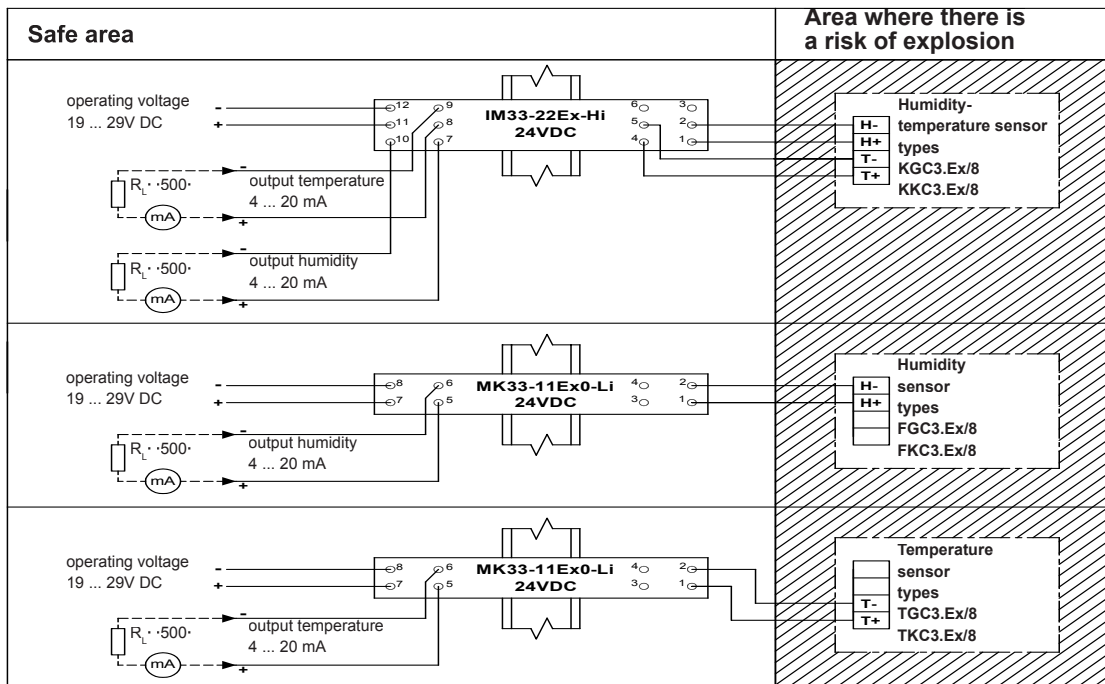 Safe area
Area where there is
a risk of explosion
operating voltage
19 ... 29V DC
-
+
12
11
10
9
8
7
IM33-22Ex-Hi
24VDC
6
5
4
3
2
1
H-
H+
T-
T+
Humidity-
temperature sensor
types
KGC3.Ex/8
KKC3.Ex/8
RL··500·
mA
-
output temperature
4 ... 20 mA
+
RL··500·
mA
-
output humidity
4 ... 20 mA
+
operating voltage
19 ... 29V DC
-
+
8
7
6
5
MK33-11Ex0-Li
24VDC
4
3
2
1
H-
H+
Humidity
sensor
types
FGC3.Ex/8
FKC3.Ex/8
RL··500·
mA
-
output humidity
4 ... 20 mA
+
operating voltage
19 ... 29V DC
-
+
8
7
6
5
MK33-11Ex0-Li
24VDC
4
3
2
1
T-
T+
Temperature
sensor
types
TGC3.Ex/8
TKC3.Ex/8
RL··500·
mA
-
output temperature
4 ... 20 mA
+